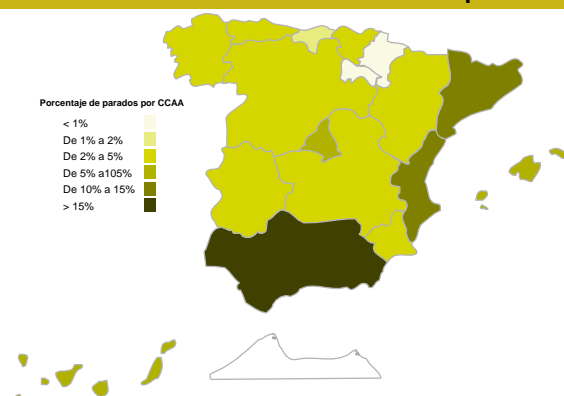 Porcentaje de parados por CCAA
< 1%
De 1% a 2%
De 2% a 5%
De 5% a105%
De 10% a 15%
> 15%